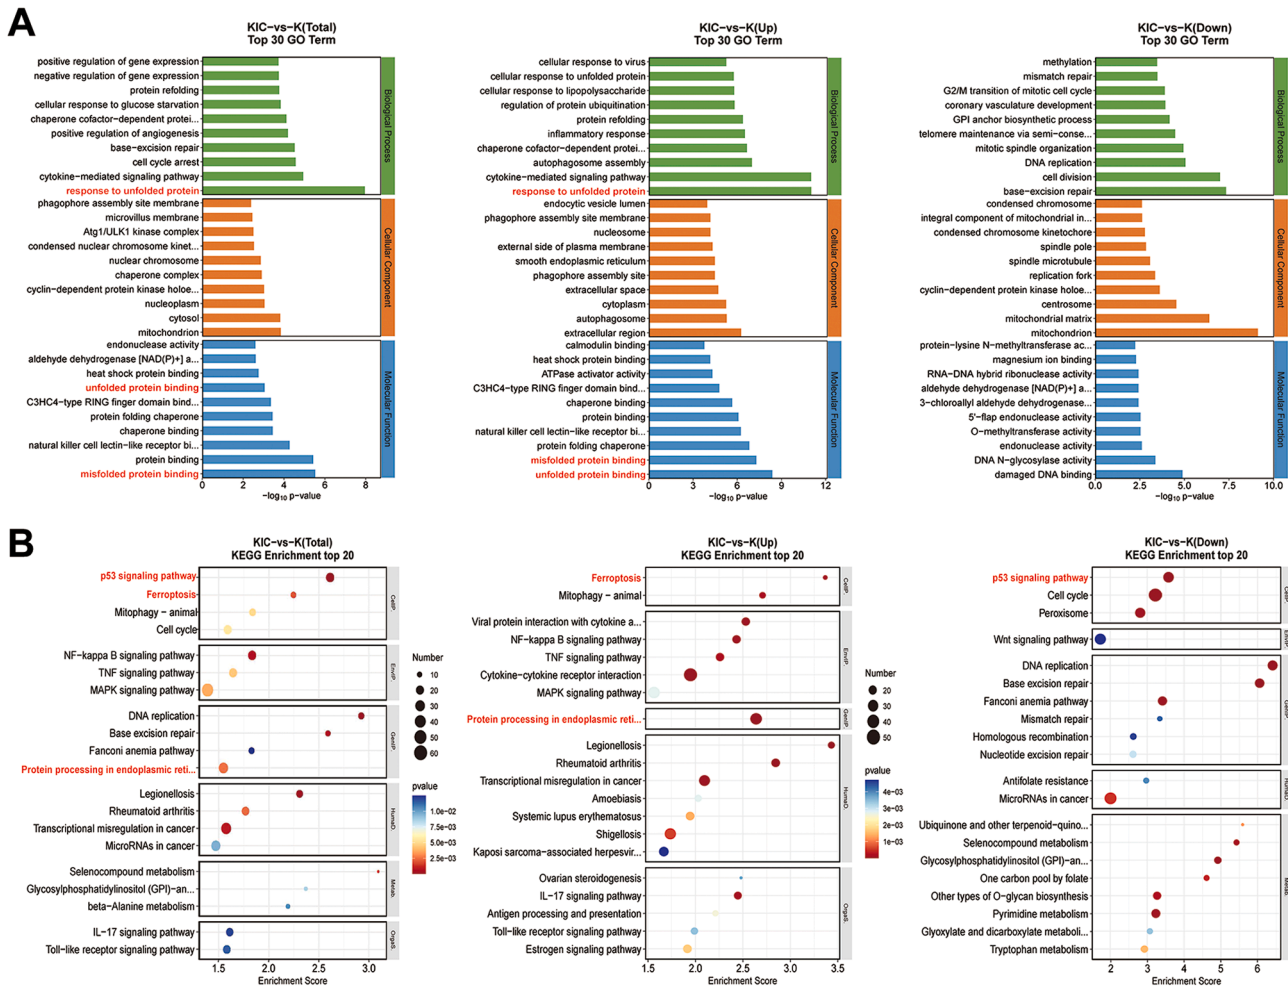 A
KIC-vs-K(Total)
Top 30 GO Term
positive regulation of gene expression
negative regulation of gene expression
protein refolding
cellular response to glucose starvation
chaperone cofactor-dependent protei...
positive regulation of angiogenesis
base-excision repair
cell cycle arrest
cytokine-mediated signaling pathway
response to unfolded protein
phagophore assembly site membrane
microvillus membrane
Atg1/ULK1 kinase complex
condensed nuclear chromosome kinet...
nuclear chromosome
chaperone complex
cyclin-dependent protein kinase holoe...
nucleoplasm
cytosol
mitochondrion
endonuclease activity
aldehyde dehydrogenase [NAD(P)+] a...
heat shock protein binding
unfolded protein binding
C3HC4-type RING finger domain bind...
protein folding chaperone
chaperone binding
natural killer cell lectin-like receptor bi...
protein binding
misfolded protein binding
Biological Process
Cellular Component
Molecular Function
0 2 4 6 8
-log10 p-value
KIC-vs-K(Up)
Top 30 GO Term
cellular response to virus
cellular response to unfolded protein
cellular response to lipopolysaccharide
regulation of protein ubiquitination
protein refolding
inflammatory response
chaperone cofactor-dependent protei...
autophagosome assembly
cytokine-mediated signaling pathway
response to unfolded protein
endocytic vesicle lumen
phagophore assembly site membrane
nucleosome
external side of plasma membrane
smooth endoplasmic reticulum
phagophore assembly site
extracellular space
cytoplasm
autophagosome
extracellular region
calmodulin binding
heat shock protein binding
ATPase activator activity
C3HC4-type RING finger domain bind...
chaperone binding
protein binding
natural killer cell lectin-like receptor bi...
protein folding chaperone
misfolded protein binding
unfolded protein binding
Biological Process
Cellular Component
Molecular Function
0 3 6 9 12
-log10 p-value
KIC-vs-K(Down)
Top 30 GO Term
methylation
mismatch repair
G2/M transition of mitotic cell cycle
coronary vasculature development
GPI anchor biosynthetic process
telomere maintenance via semi-conse...
mitotic spindle organization
DNA replication
cell division
base-excision repair
condensed chromosome
integral component of mitochondrial in...
condensed chromosome kinetochore
spindle pole
spindle microtubule
replication fork
cyclin-dependent protein kinase holoe...
centrosome
mitochondrial matrix
mitochondrion
protein-lysine N-methyltransferase ac...
magnesium ion binding
RNA-DNA hybrid ribonuclease activity
aldehyde dehydrogenase [NAD(P)+] a...
3-chloroallyl aldehyde dehydrogenase...
5'-flap endonuclease activity
O-methyltransferase activity
endonuclease activity
DNA N-glycosylase activity
damaged DNA binding
Biological Process
Cellular Component
Molecular Function
0.0 2.5 5.0 7.5 10.0
-log10 p-value
B
KIC-vs-K(Total)
KEGG Enrichment top 20
p53 signaling pathway
Ferroptosis
Mitophagy - animal
Cell cycle
NF-kappa B signaling pathway
TNF signaling pathway
MAPK signaling pathway
DNA replication
Base excision repair
Fanconi anemia pathway
Protein processing in endoplasmic reti...
Legionellosis
Rheumatoid arthritis
Transcriptional misregulation in cancer
MicroRNAs in cancer
Selenocompound metabolism
Glycosylphosphatidylinositol (GPI)-an...
beta-Alanine metabolism
IL-17 signaling pathway
Toll-like receptor signaling pathway
CellP.
EnvIP.
GenIP.
HumaD.
Metab.
OrgaS.
1.5 2.0 2.5 3.0
Enrichment Score
Number
10
20
30
40
50
60
pvalue
1.0e-02
7.5e-03
5.0e-03
2.5e-03
KIC-vs-K(Up)
KEGG Enrichment top 20
Ferroptosis
Mitophagy - animal
Viral protein interaction with cytokine a...
NF-kappa B signaling pathway
TNF signaling pathway
Cytokine-cytokine receptor interaction
MAPK signaling pathway
Protein processing in endoplasmic reti...
Legionellosis
Rheumatoid arthritis
Transcriptional misregulation in cancer
Amoebiasis
Systemic lupus erythematosus
Shigellosis
Kaposi sarcoma-associated herpesvir...
Ovarian steroidogenesis
IL-17 signaling pathway
Antigen processing and presentation
Toll-like receptor signaling pathway
Estrogen signaling pathway
CellP.
EnvIP.
GenIP.
HumaD.
OrgaS.
1.5 2.0 2.5 3.0 3.5
Enrichment Score
Number
20
30
40
50
pvalue
4e-03
3e-03
2e-03
1e-03
KIC-vs-K(Down)
KEGG Enrichment top 20
p53 signaling pathway
Cell cycle
Peroxisome
Wnt signaling pathway
DNA replication
Base excision repair
Fanconi anemia pathway
Mismatch repair
Homologous recombination
Nucleotide excision repair
Antifolate resistance
MicroRNAs in cancer
Ubiquinone and other terpenoid-quino...
Selenocompound metabolism
Glycosylphosphatidylinositol (GPI)-an...
One carbon pool by folate
Other types of O-glycan biosynthesis
Pyrimidine metabolism
Glyoxylate and dicarboxylate metaboli...
Tryptophan metabolism
CellP.
EnvIP.
GenIP.
HumaD.
Metab.
2 3 4 5 6
Enrichment Score